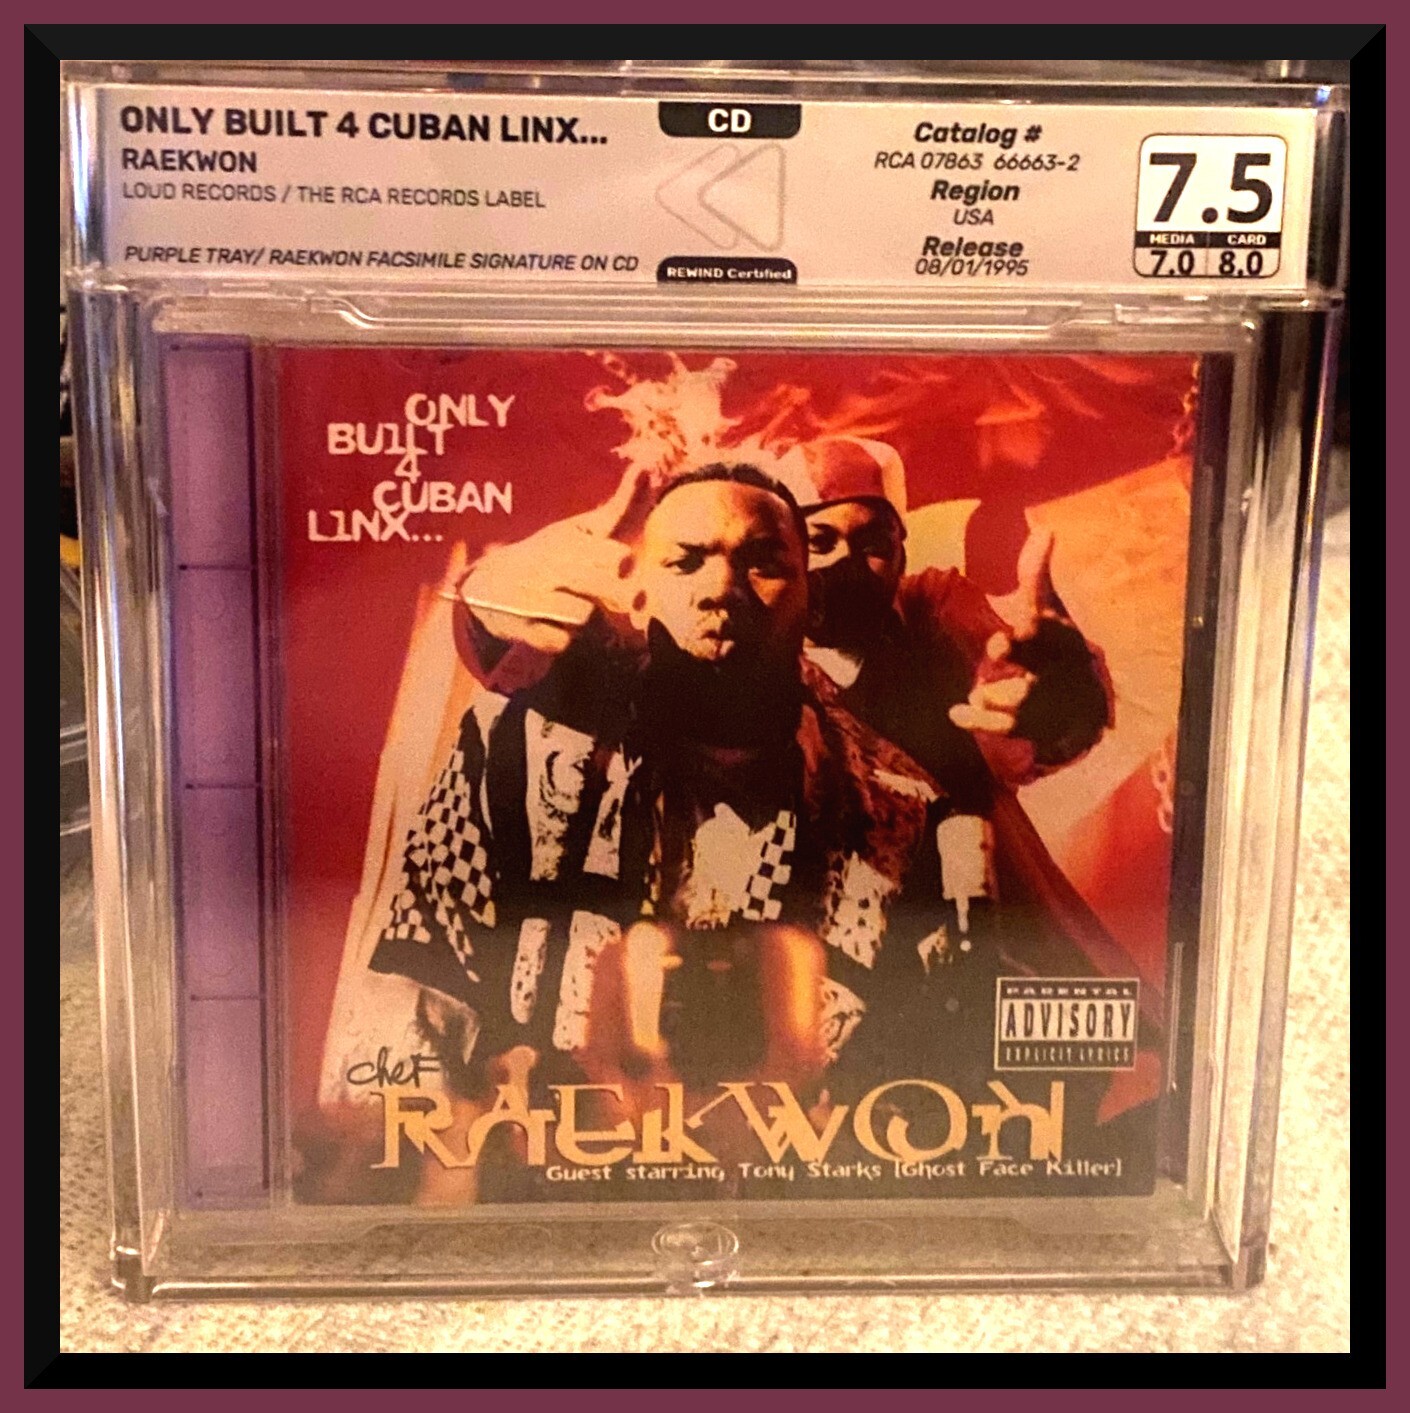 ONLY BUILT 4 CUBAN LINX...
RAEKWON
LOUD RECORDS / THE RCA RECORDS LABEL
PURPLE TRAY/ RAEKWON FACSIMILE SIGNATURE ON CD
CD
REWIND Certified
Catalog #
RCA 07863 66663-2
Region
USA
Release
08/01/1995
7.5
MEDIA CARD
7.0 8.0
ONLY
BU1LT
4
CUBAN
L1NX...
PARENTAL
ADVISORY
EXPLICIT LYRICS
cheF
RAEKWON
Guest starring Tony Starks [Ghost Face Killer]